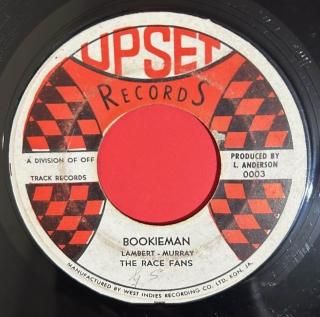 UPSET
RECORDS
A DIVISION OF OFF
TRACK RECORDS
PRODUCED BY
L. ANDERSON
0003
BOOKIEMAN
LAMBERT - MURRAY
THE RACE FANS
MANUFACTURED BY WEST INDIES RECORDING CO. LTD. KGN, JA.